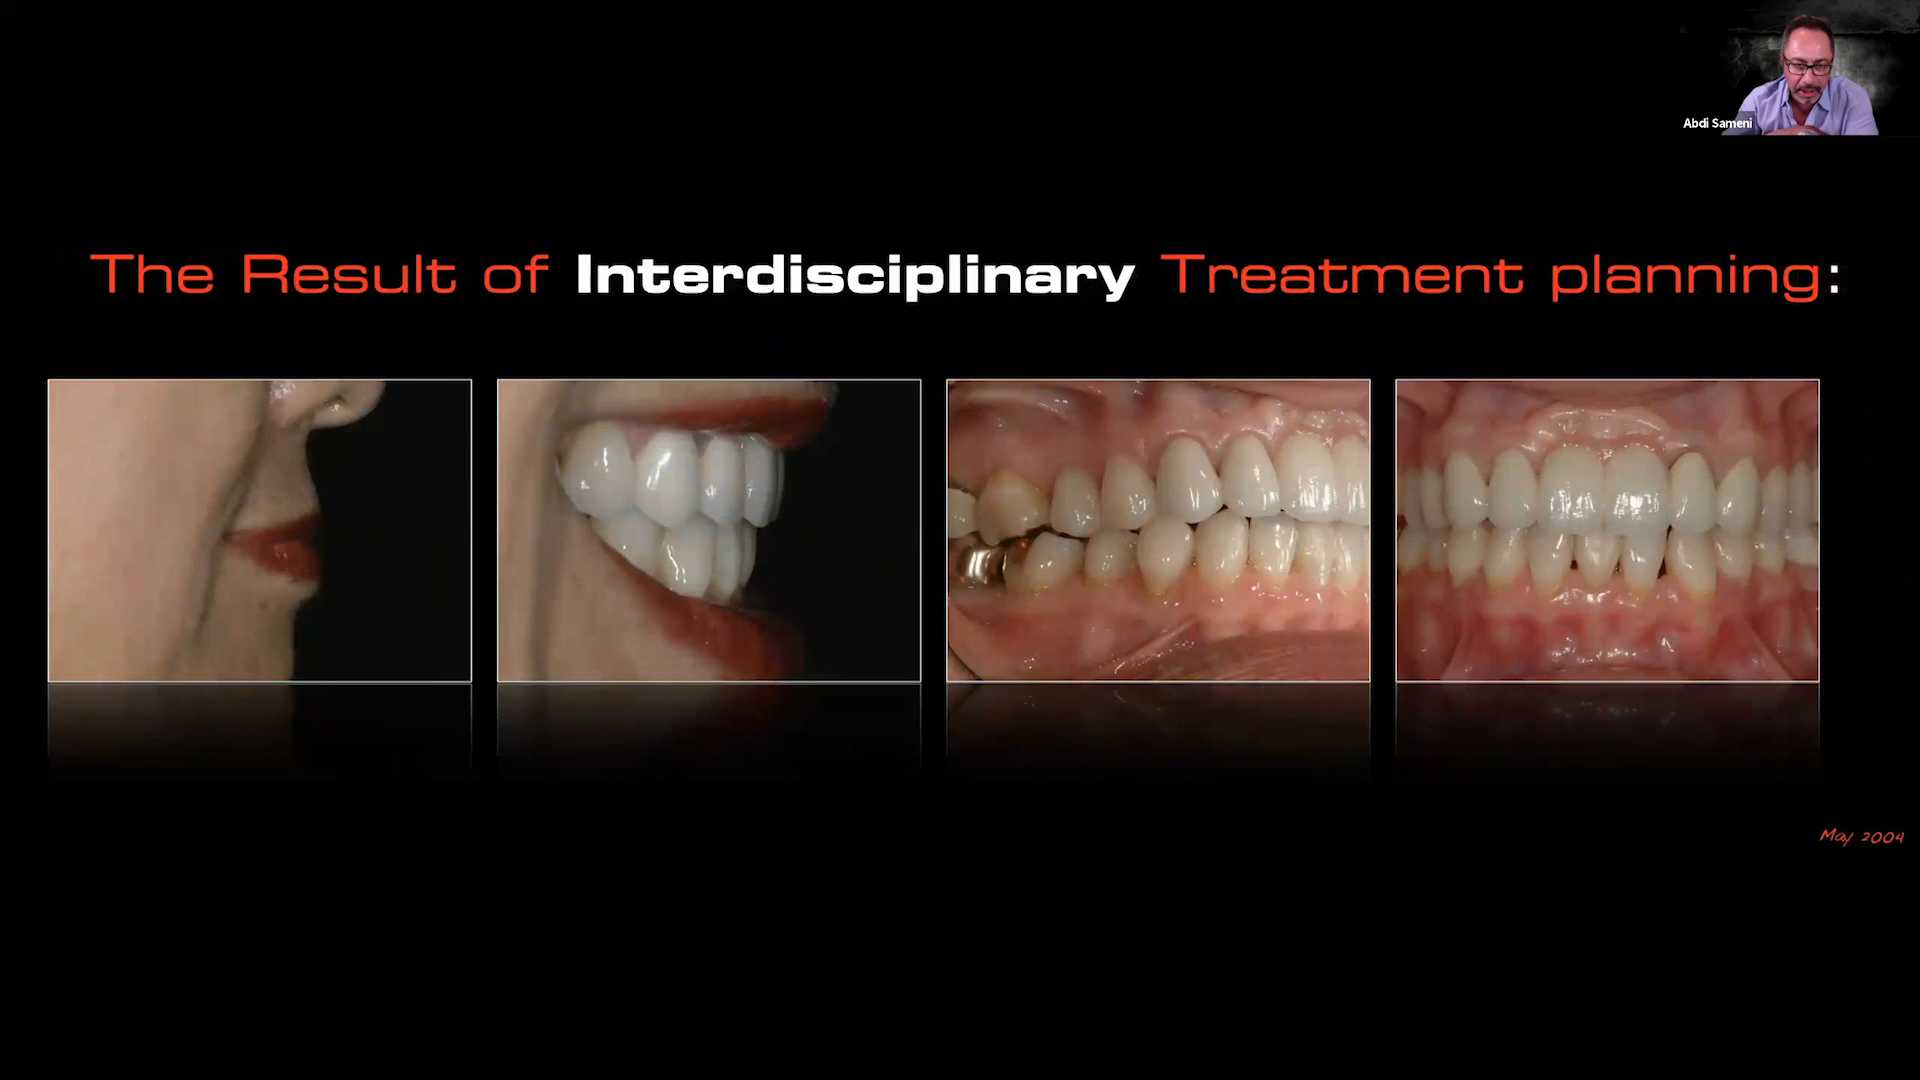 Abdi Sameni
The Result of Interdisciplinary Treatment planning:
May 2004